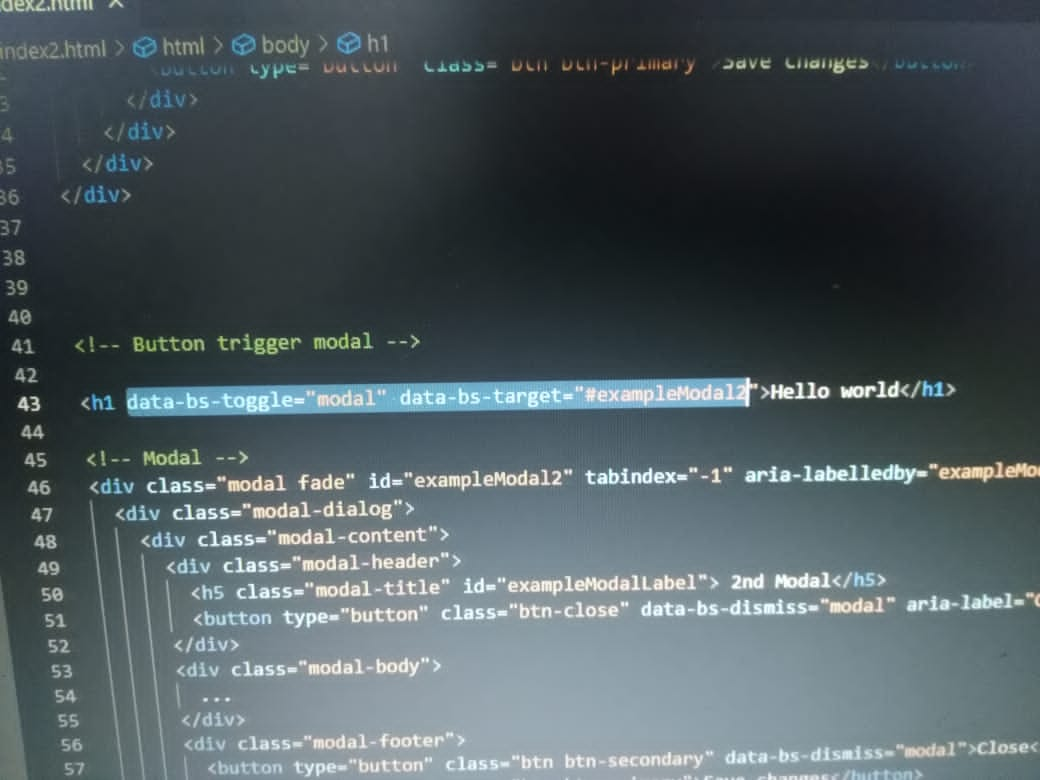 index2.html
index2.html > html > body > h1
<button type="button" class="btn btn-primary">Save changes</button>
3 </div>
4 </div>
35 </div>
36 </div>
37
38
39
40
41 <!-- Button trigger modal -->
42
43 <h1 data-bs-toggle="modal" data-bs-target="#exampleModal2">Hello world</h1>
44
45 <!-- Modal -->
46 <div class="modal fade" id="exampleModal2" tabindex="-1" aria-labelledby="exampleMo
47 <div class="modal-dialog">
48 <div class="modal-content">
49 <div class="modal-header">
50 <h5 class="modal-title" id="exampleModalLabel"> 2nd Modal</h5>
51 <button type="button" class="btn-close" data-bs-dismiss="modal" aria-label="C
52 </div>
53 <div class="modal-body">
54 ...
55 </div>
56 <div class="modal-footer">
57 <button type="button" class="btn btn-secondary" data-bs-dismiss="modal">Close<
Save changes</button>